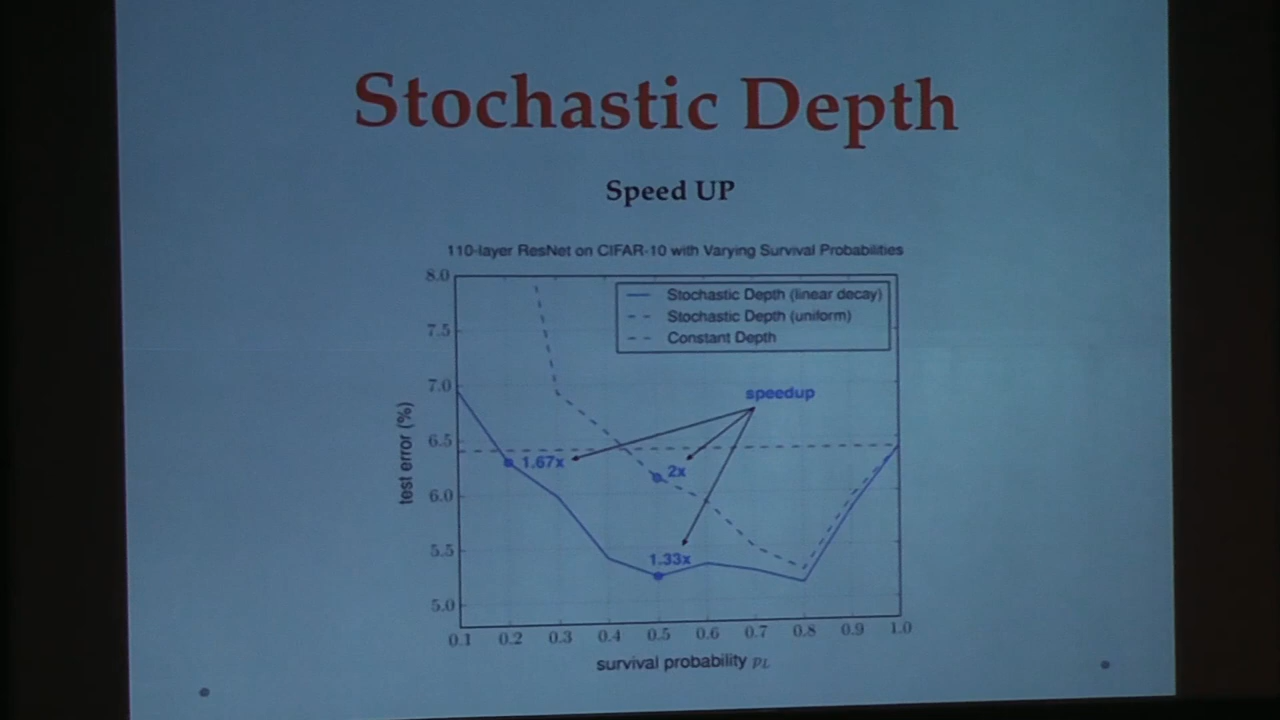 Stochastic Depth
Speed UP
110-layer ResNet on CIFAR-10 with Varying Survival Probabilities
8.0
7.5
7.0
6.5
6.0
5.5
5.0
test error (%)
Stochastic Depth (linear decay)
Stochastic Depth (uniform)
Constant Depth
speedup
1.67x
2x
1.33x
0.1 0.2 0.3 0.4 0.5 0.6 0.7 0.8 0.9 1.0
survival probability pL